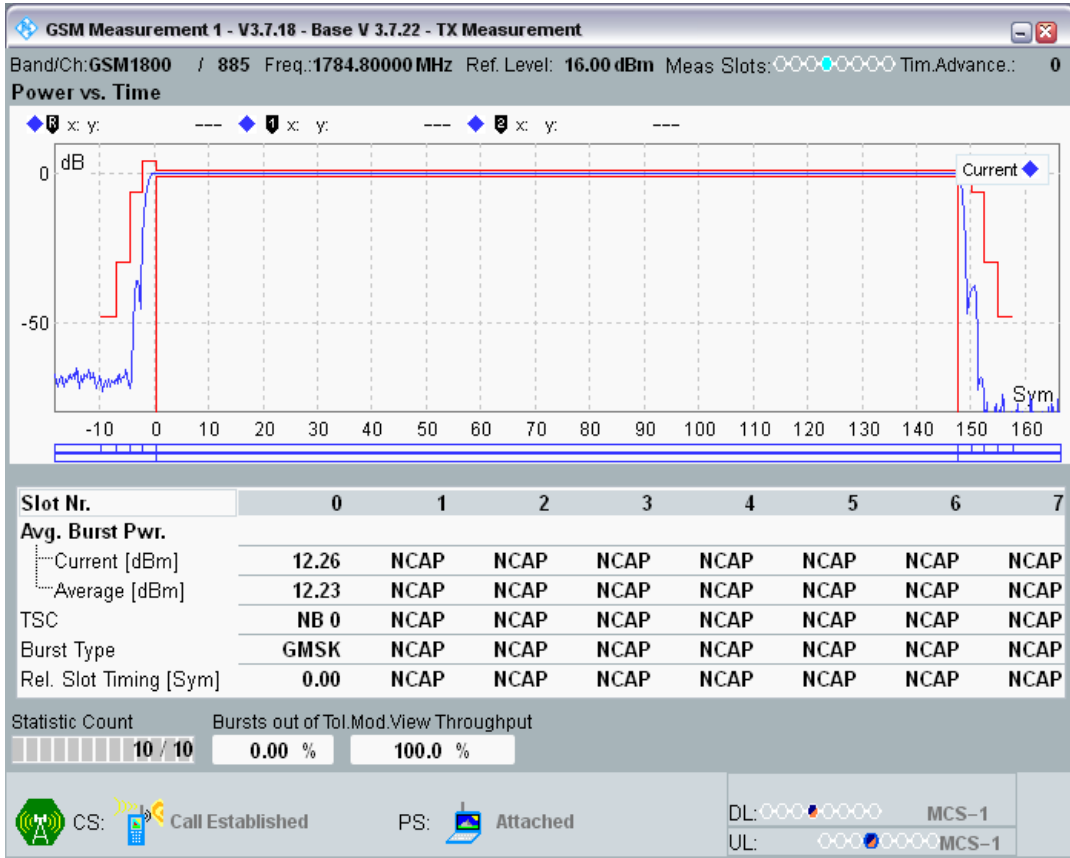 GSM Measurement 1 - V3.7.18 - Base V 3.7.22 - TX Measurement
Band/Ch:GSM1800 / 885 Freq.:1784.80000 MHz Ref. Level: 16.00 dBm Meas Slots: Tim.Advance.: 0
Power vs. Time
R x: y: --- 1 x: y: --- 2 x: y: ---
dB
Current
0
-50
Sym
-10 0 10 20 30 40 50 60 70 80 90 100 110 120 130 140 150 160
Slot Nr. 0 1 2 3 4 5 6 7
Avg. Burst Pwr.
Current [dBm] 12.26 NCAP NCAP NCAP NCAP NCAP NCAP NCAP
Average [dBm] 12.23 NCAP NCAP NCAP NCAP NCAP NCAP NCAP
TSC NB 0 NCAP NCAP NCAP NCAP NCAP NCAP NCAP
Burst Type GMSK NCAP NCAP NCAP NCAP NCAP NCAP NCAP
Rel. Slot Timing [Sym] 0.00 NCAP NCAP NCAP NCAP NCAP NCAP NCAP
Statistic Count Bursts out of Tol.Mod.View Throughput
10 / 10 0.00 % 100.0 %
CS: Call Established PS: Attached
DL: MCS-1
UL: MCS-1